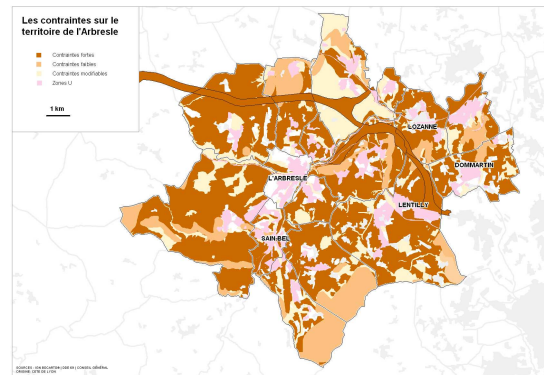 Les contraintes sur le
territoire de l'Arbresle
Contraintes fortes
Contraintes faibles
Contraintes modifiables
Zones U
1 km
LOZANNE
DOMMARTIN
L'ARBRESLE
LENTILLY
SAIN-BEL